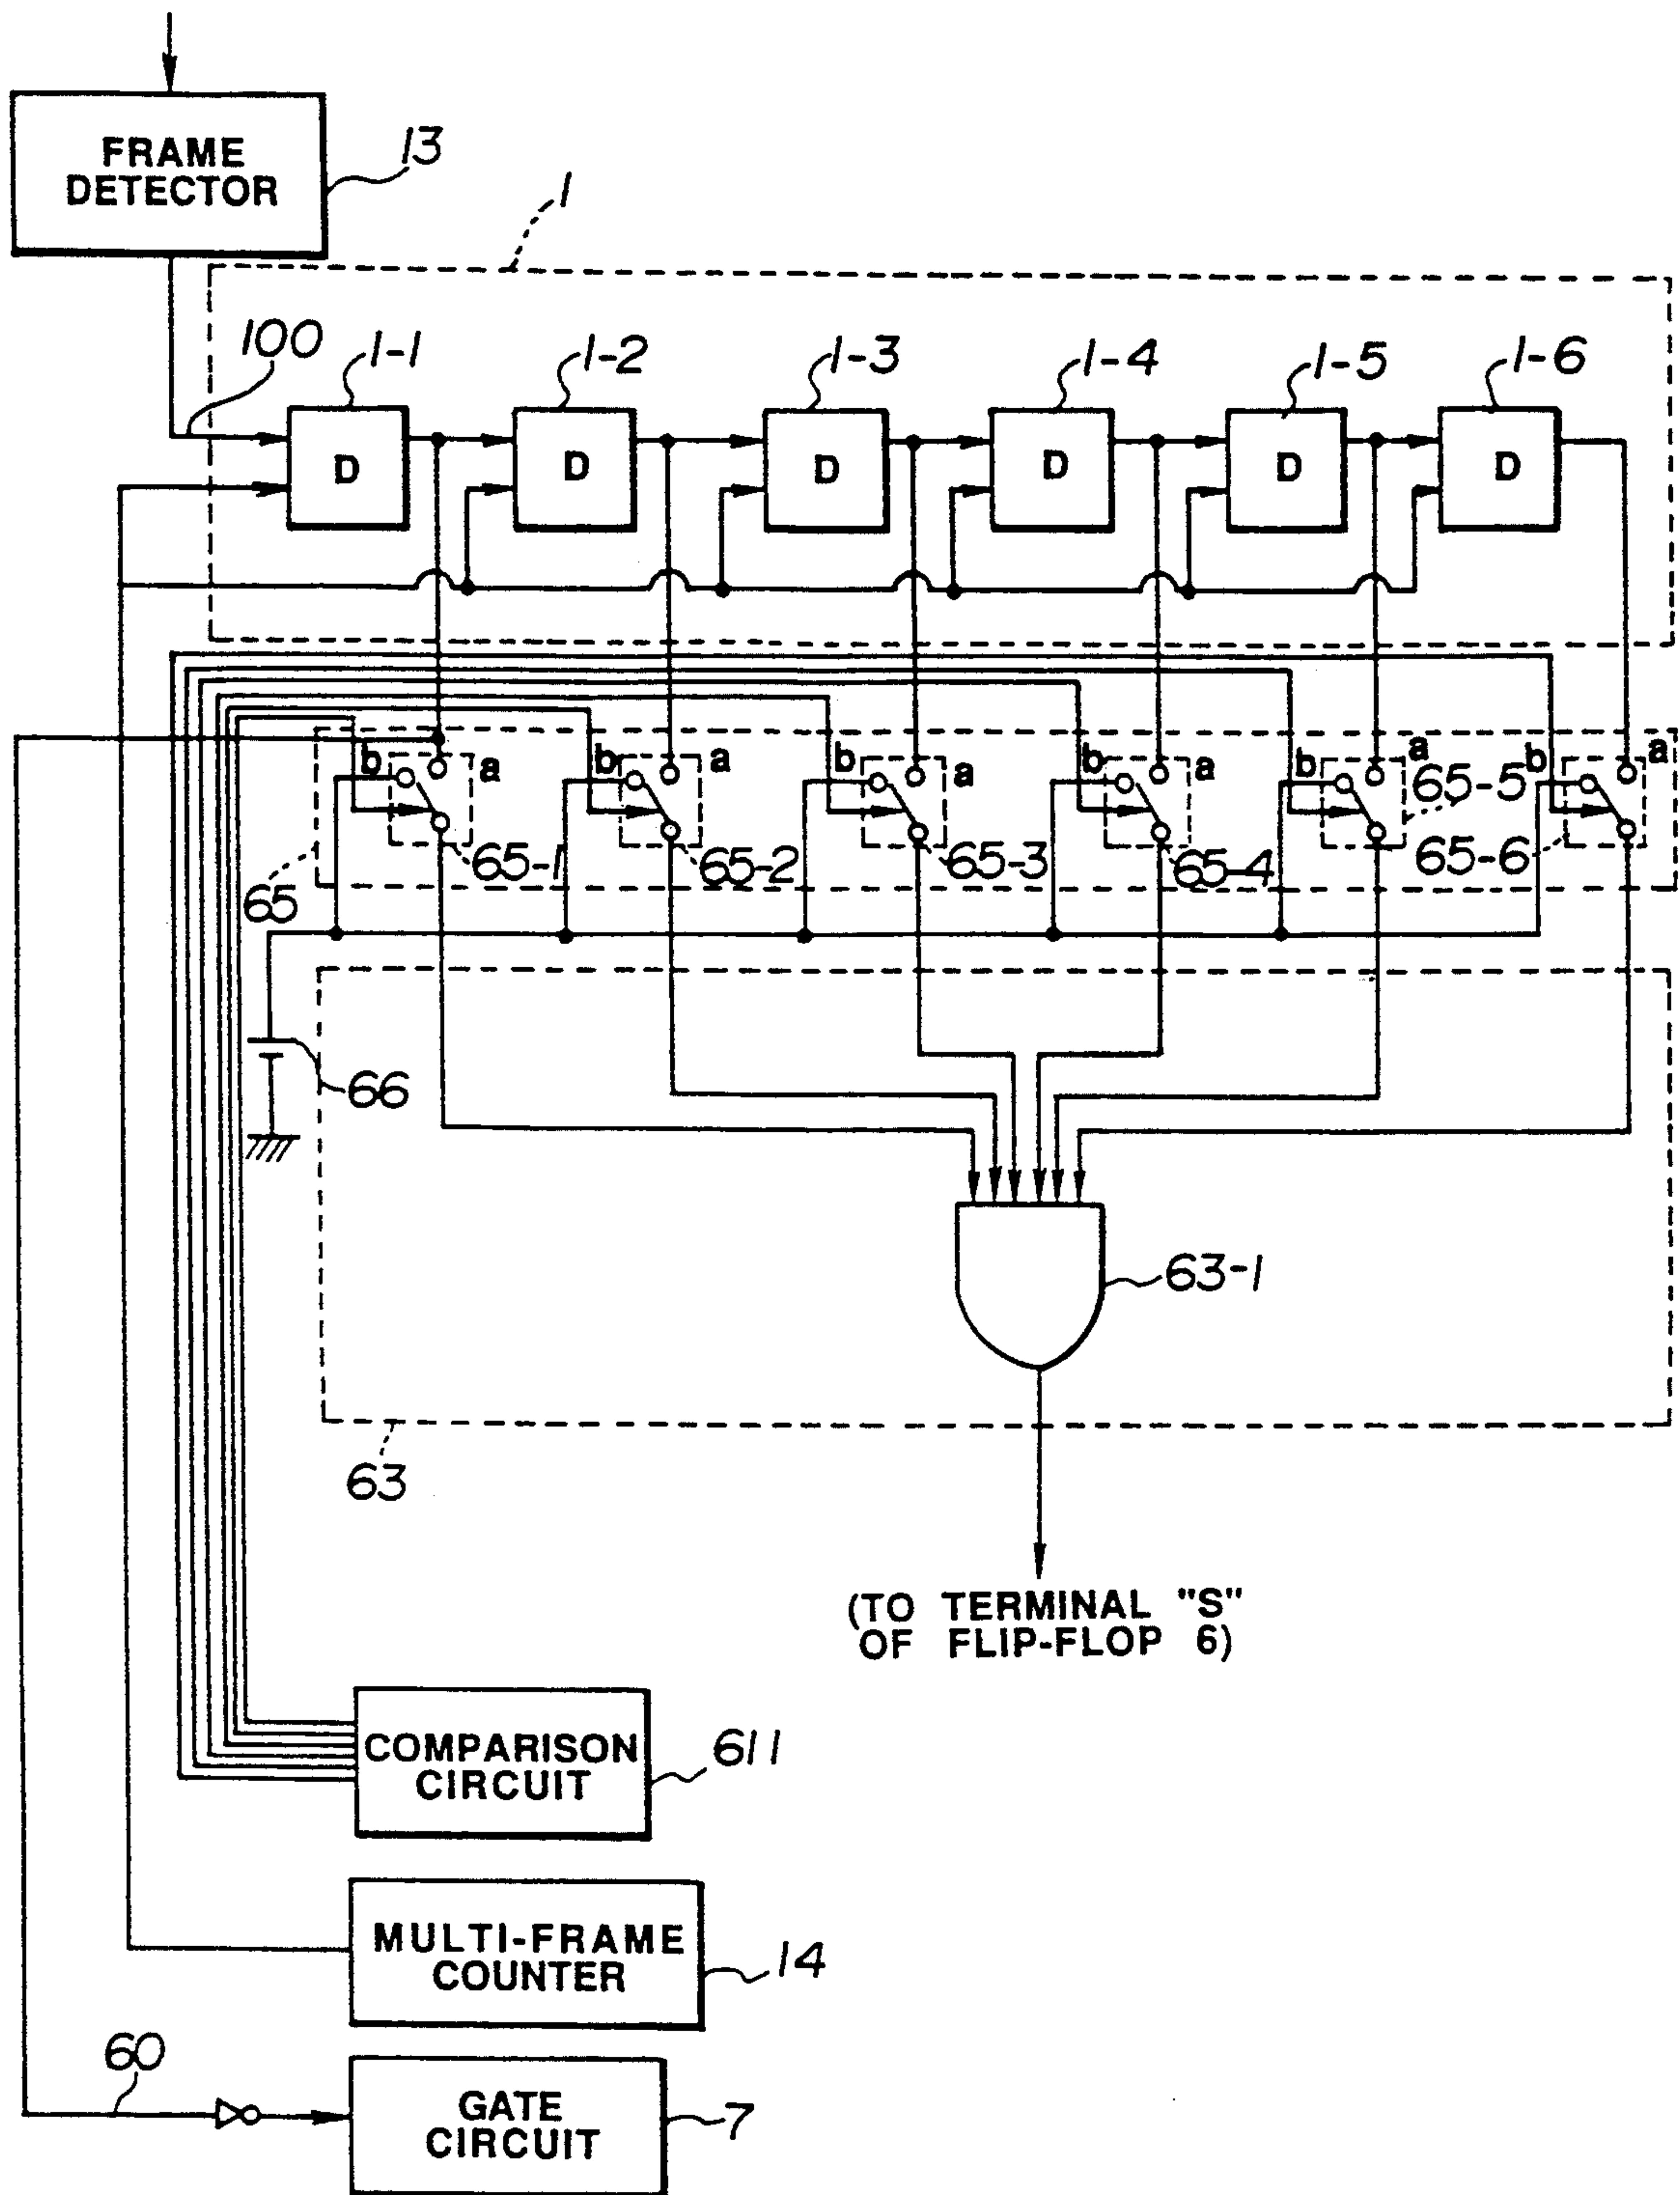 FRAME
DETECTOR
13
1
100
1-1
1-2
1-3
1-4
1-5
1-6
D
D
D
D
D
D
b
a
b
a
b
a
b
a
b
a
b
a
65-1
65-2
65-3
65-4
65-5
65-6
65
66
63-1
63
(TO TERMINAL "S"
OF FLIP-FLOP 6)
COMPARISON
CIRCUIT
611
MULTI-FRAME
COUNTER
14
60
GATE
CIRCUIT
7